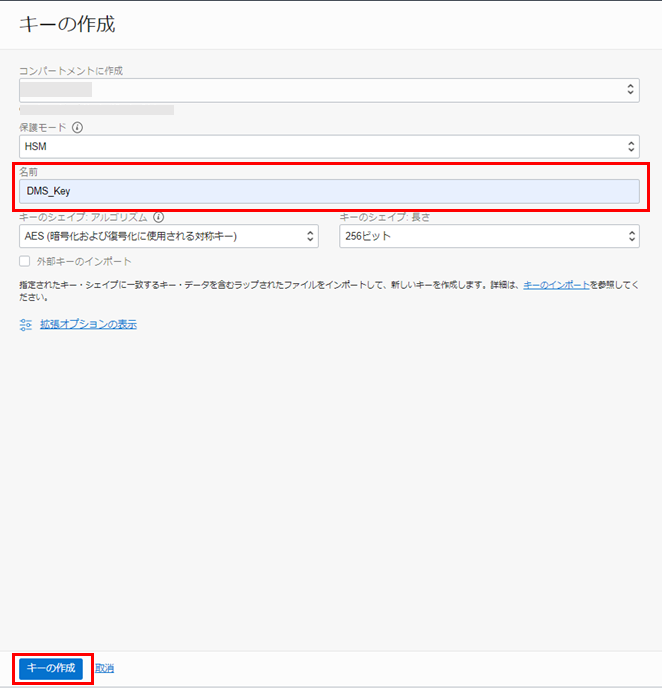 キーの作成
コンパートメントに作成
保護モード
HSM
名前
DMS_Key
キーのシェイプ: アルゴリズム
キーのシェイプ: 長さ
AES (暗号化および復号化に使用される対称キー)
256ビット
外部キーのインポート
指定されたキー・シェイプに一致するキー・データを含むラップされたファイルをインポートして、新しいキーを作成します。詳細は、キーのインポートを参照してく
ださい。
拡張オプションの表示
キーの作成
取消